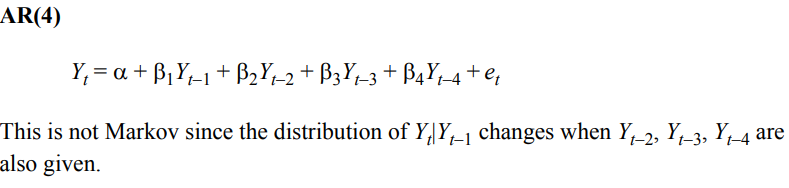 AR(4)
Yₜ = α + β₁Yₜ₋₁ + β₂Yₜ₋₂ + β₃Yₜ₋₃ + β₄Yₜ₋₄ + eₜ
This is not Markov since the distribution of Yₜ|Yₜ₋₁ changes when Yₜ₋₂, Yₜ₋₃, Yₜ₋₄ are
also given.